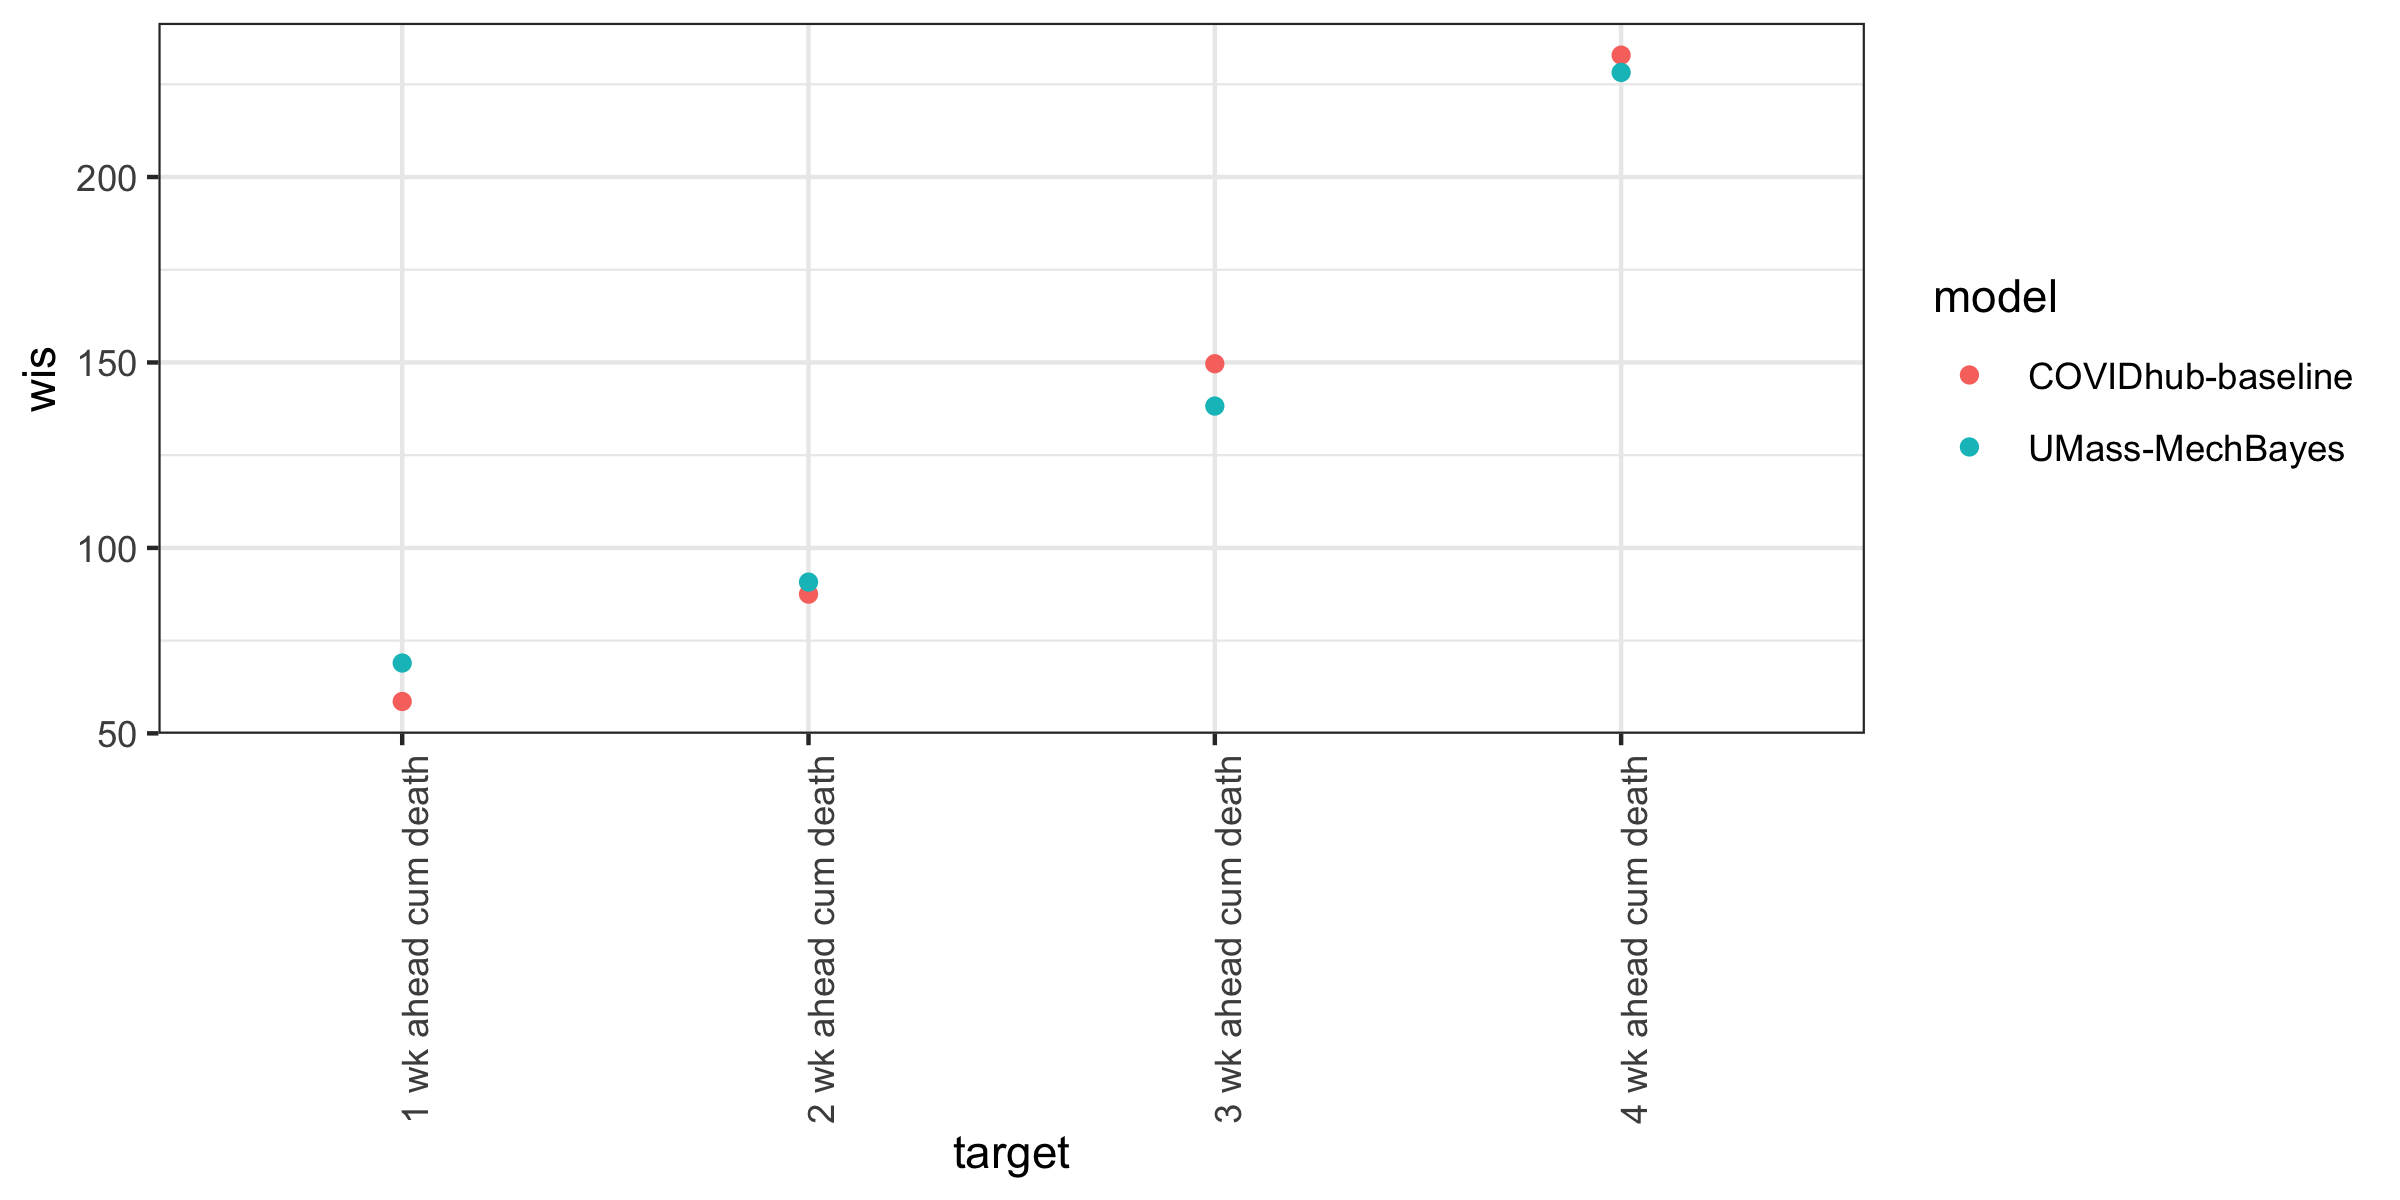 wis
200
150
100
50
1 wk ahead cum death
2 wk ahead cum death
3 wk ahead cum death
4 wk ahead cum death
target
model
COVIDhub-baseline
UMass-MechBayes